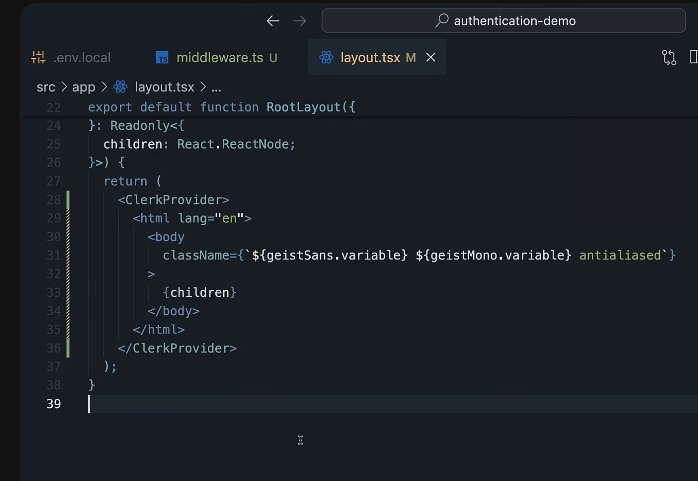 authentication-demo
.env.local middleware.ts U layout.tsx M
src > app > layout.tsx > ...
22 export default function RootLayout({
24 }: Readonly<{
25 children: React.ReactNode;
26 }>) {
27 return (
28 <ClerkProvider>
29 <html lang="en">
30 <body
31 className={`${geistSans.variable} ${geistMono.variable} antialiased`}
32 >
33 {children}
34 </body>
35 </html>
36 </ClerkProvider>
37 );
38 }
39